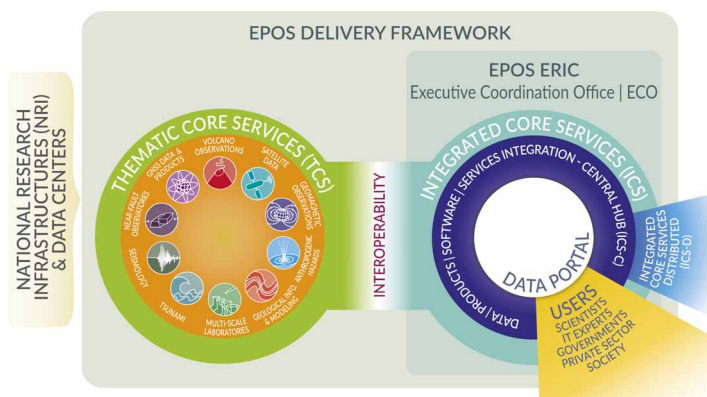 EPOS DELIVERY FRAMEWORK
EPOS ERIC
Executive Coordination Office | ECO
NATIONAL RESEARCH
INFRASTRUCTURES (NRI)
& DATA CENTERS
THEMATIC CORE SERVICES (TCS)
VOLCANO
OBSERVATIONS
SATELLITE
DATA
GEOMAGNETIC
OBSERVATIONS
ANTHROPOGENIC
HAZARDS
GEOLOGICAL INFO.
& MODELING
MULTI-SCALE
LABORATORIES
TSUNAMI
SEISMOLOGY
NEAR-FAULT
OBSERVATORIES
GNSS DATA &
PRODUCTS
INTEROPERABILITY
INTEGRATED CORE SERVICES (ICS)
DATA | PRODUCTS | SOFTWARE | SERVICES INTEGRATION - CENTRAL HUB (ICS-C)
DATA PORTAL
INTEGRATED
CORE SERVICES
DISTRIBUTED
(ICS-D)
USERS
SCIENTISTS
IT EXPERTS
GOVERNMENTS
PRIVATE SECTOR
SOCIETY